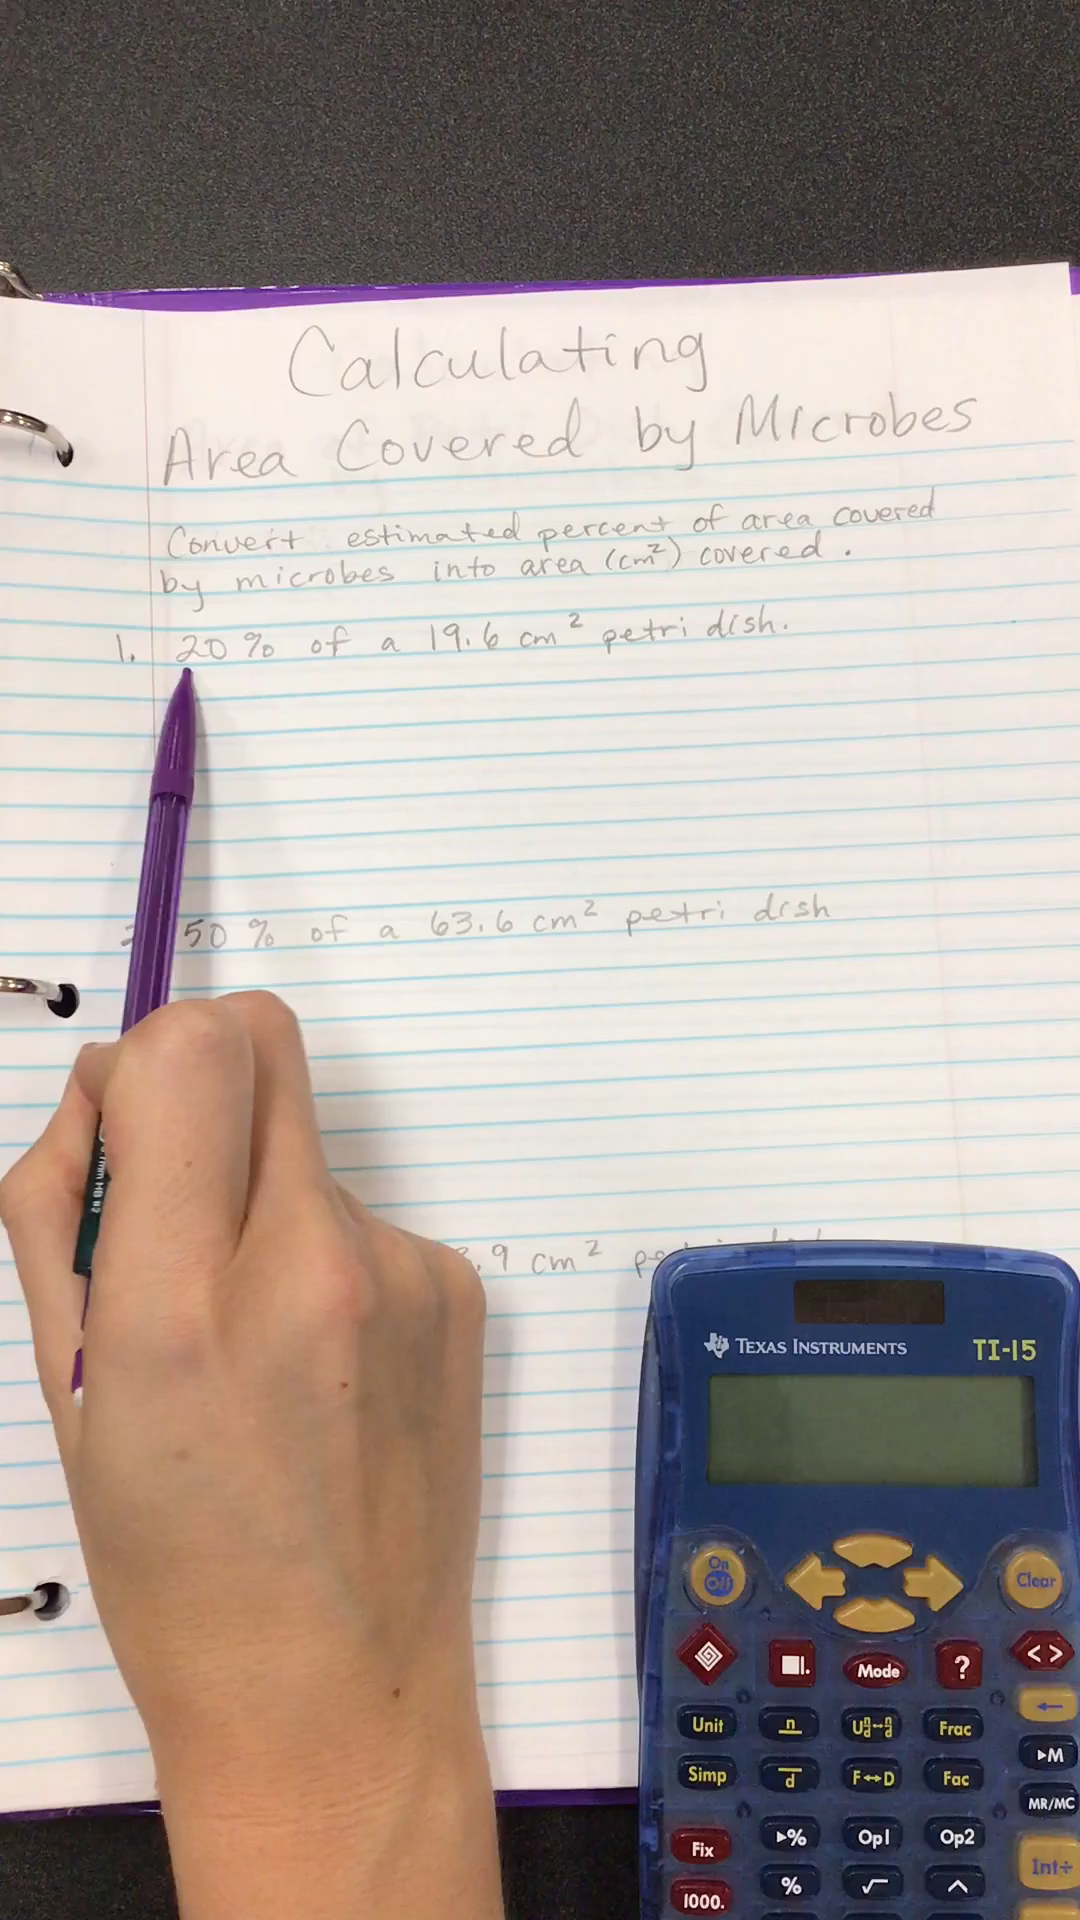 Calculating
Area Covered by Microbes
Convert estimated percent of area covered
by microbes into area (cm²) covered.
1. 20% of a 19.6 cm² petri dish.
50% of a 63.6 cm² petri dish
.9 cm²
TEXAS INSTRUMENTS TI-15
On
Off
Clear
Mode ?
Unit n Frac
Simp d F↔D Fac
▸M
MR/MC
Fix ▸% Op1 Op2
Int÷
1000. % √ ^